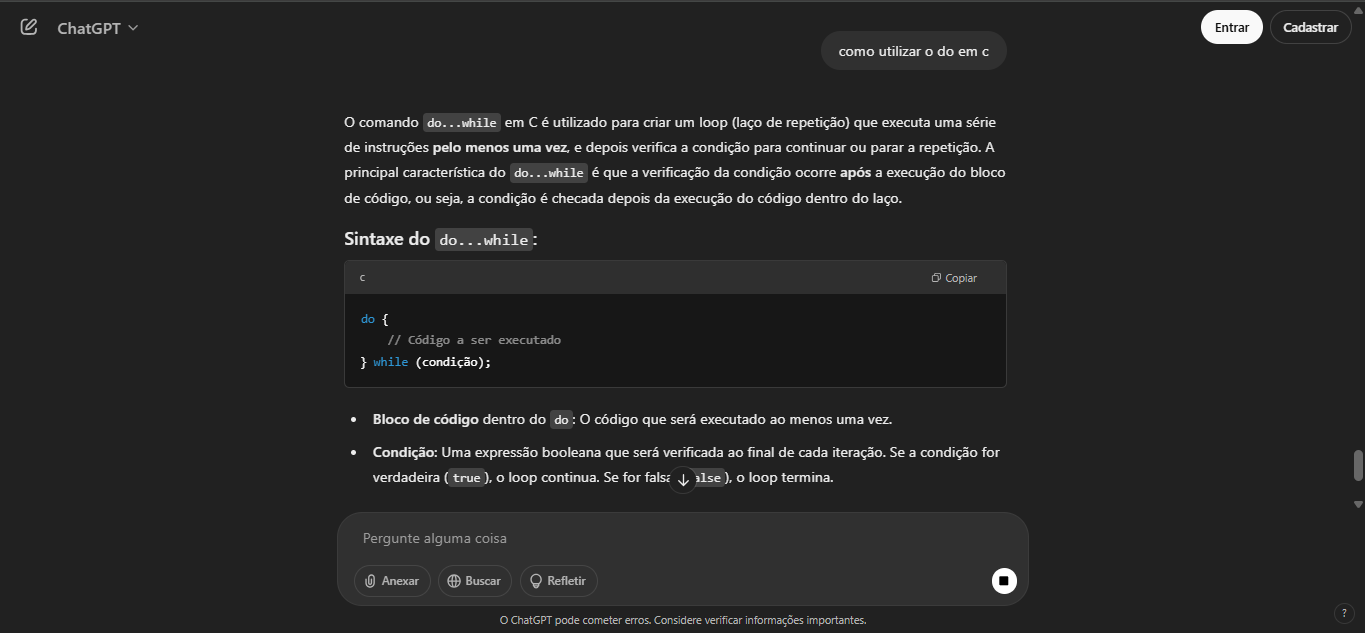 ChatGPT
Entrar
Cadastrar
como utilizar o do em c
O comando do...while em C é utilizado para criar um loop (laço de repetição) que executa uma série
de instruções pelo menos uma vez, e depois verifica a condição para continuar ou parar a repetição. A
principal característica do do...while é que a verificação da condição ocorre após a execução do bloco
de código, ou seja, a condição é checada depois da execução do código dentro do laço.
Sintaxe do do...while:
c
Copiar
do {
    // Código a ser executado
} while (condição);
• Bloco de código dentro do do: O código que será executado ao menos uma vez.
• Condição: Uma expressão booleana que será verificada ao final de cada iteração. Se a condição for
verdadeira (true), o loop continua. Se for falsa alse), o loop termina.
Pergunte alguma coisa
Anexar
Buscar
Refletir
O ChatGPT pode cometer erros. Considere verificar informações importantes.
?